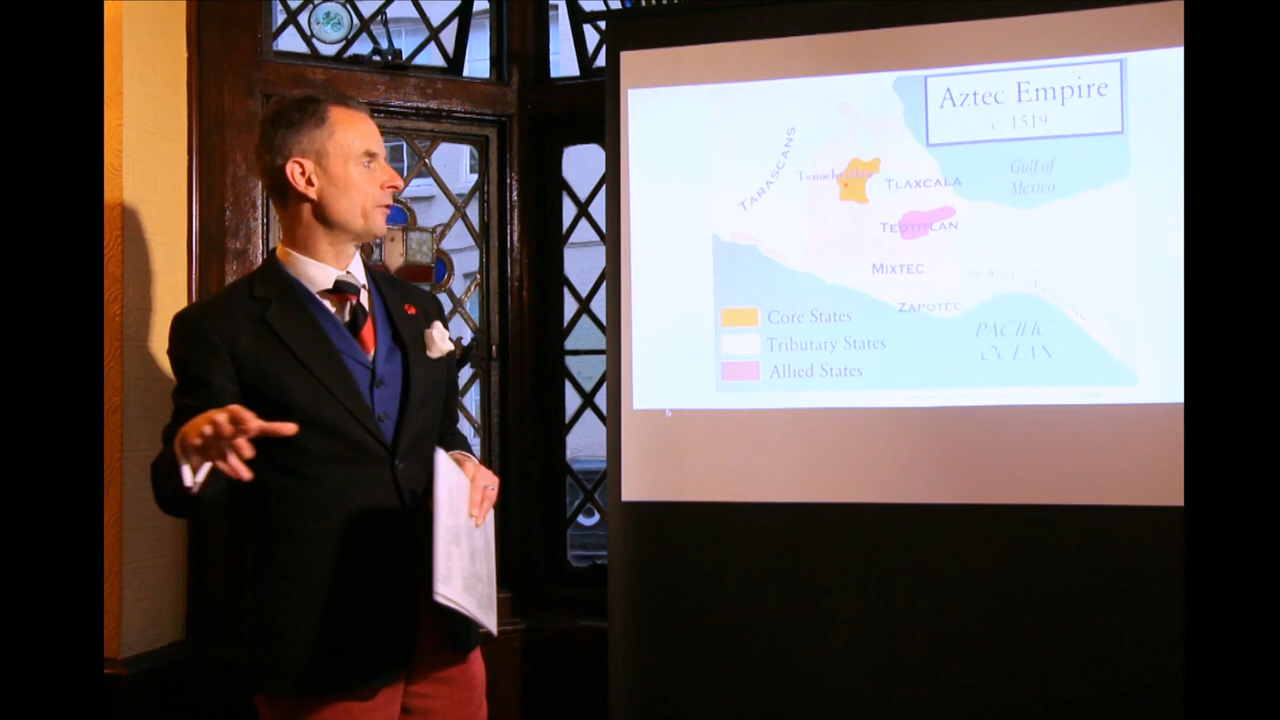 Aztec Empire
c. 1519
Gulf of
Mexico
TARASCANS
Tenochtitlan
TLAXCALA
TEOTITLAN
MIXTEC
ZAPOTEC
Core States
Tributary States
Allied States
PACIFIC
OCEAN